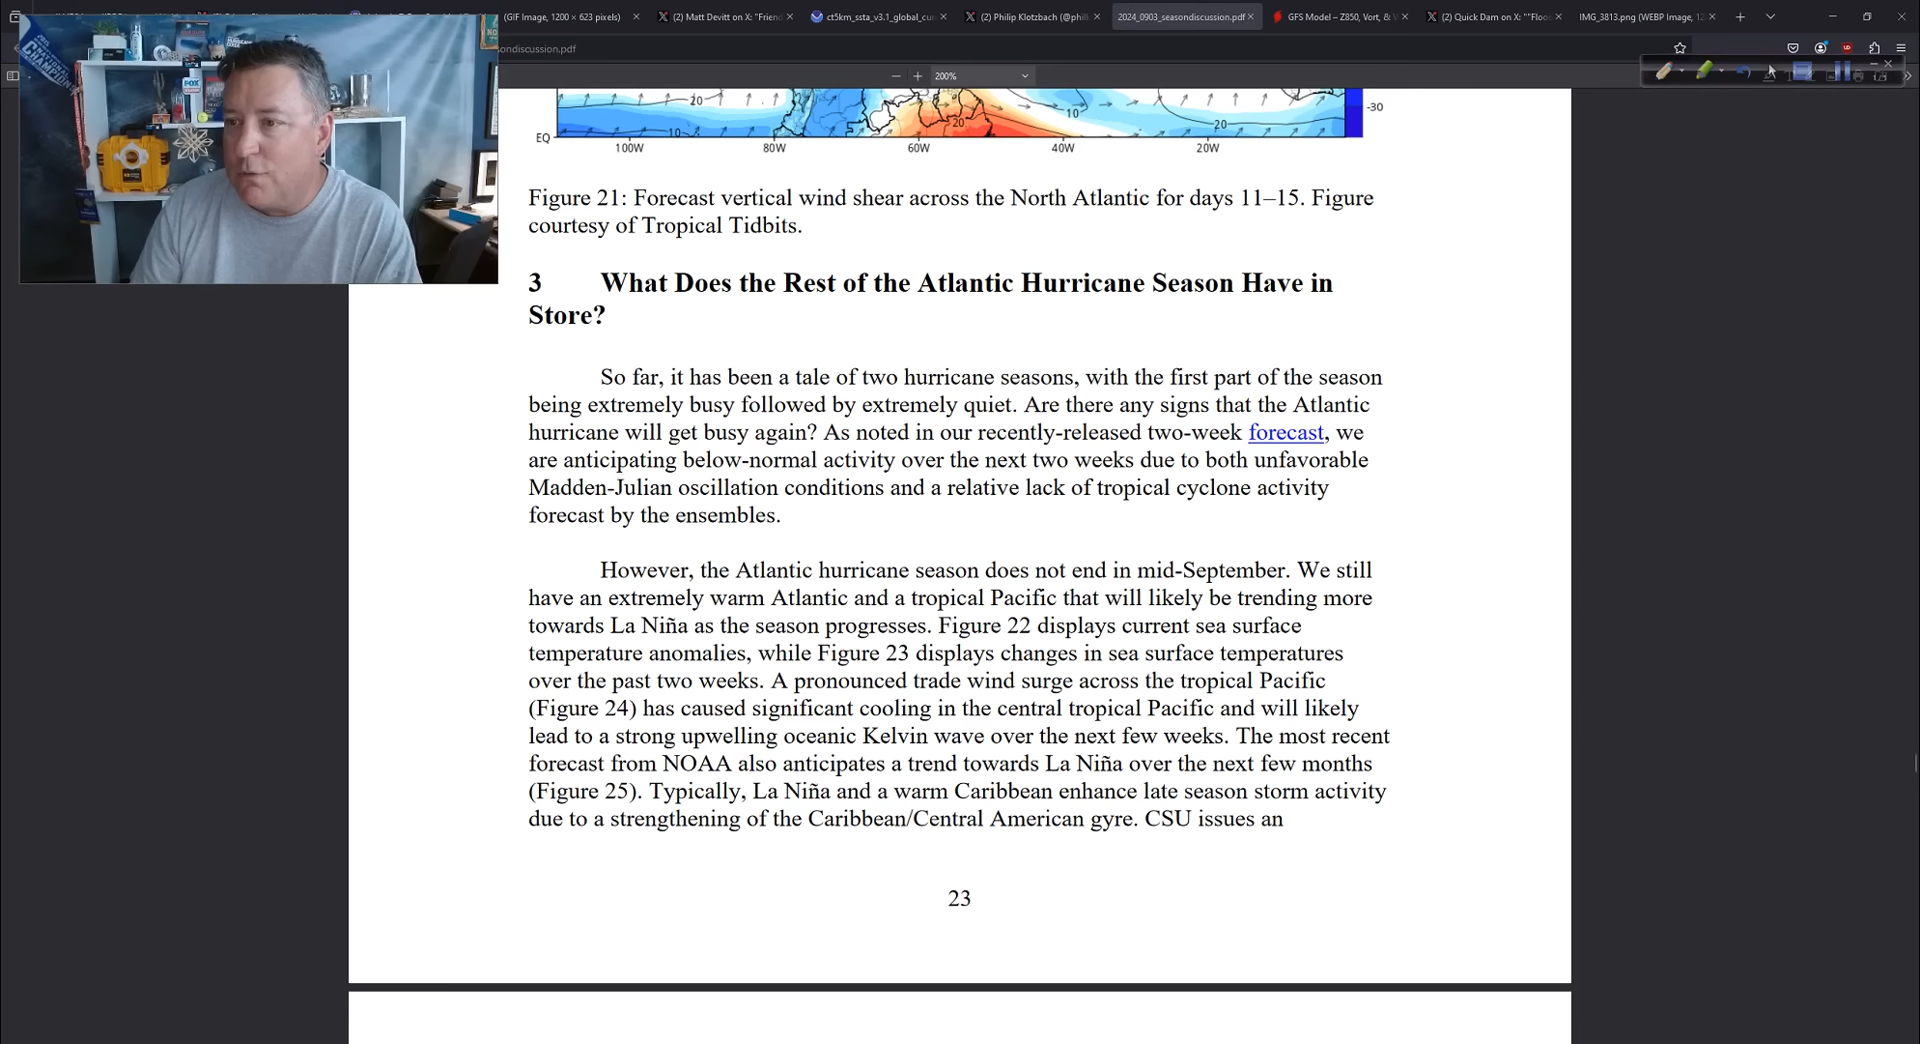 (GIF Image, 1200 × 623 pixels)
(2) Matt Devitt on X: "Friend
ct5km_ssta_v3.1_global_cur
(2) Philip Klotzbach (@phil
2024_0903_seasondiscussion.pdf
GFS Model – Z850, Vort, &
(2) Quick Dam on X: ""Floo
IMG_3813.png (WEBP Image, 12
ondiscussion.pdf
200%
20
10
20
10
20
-30
EQ
100W 80W 60W 40W 20W
Figure 21: Forecast vertical wind shear across the North Atlantic for days 11–15. Figure
courtesy of Tropical Tidbits.
3 What Does the Rest of the Atlantic Hurricane Season Have in
Store?
So far, it has been a tale of two hurricane seasons, with the first part of the season
being extremely busy followed by extremely quiet. Are there any signs that the Atlantic
hurricane will get busy again? As noted in our recently-released two-week forecast, we
are anticipating below-normal activity over the next two weeks due to both unfavorable
Madden-Julian oscillation conditions and a relative lack of tropical cyclone activity
forecast by the ensembles.
However, the Atlantic hurricane season does not end in mid-September. We still
have an extremely warm Atlantic and a tropical Pacific that will likely be trending more
towards La Niña as the season progresses. Figure 22 displays current sea surface
temperature anomalies, while Figure 23 displays changes in sea surface temperatures
over the past two weeks. A pronounced trade wind surge across the tropical Pacific
(Figure 24) has caused significant cooling in the central tropical Pacific and will likely
lead to a strong upwelling oceanic Kelvin wave over the next few weeks. The most recent
forecast from NOAA also anticipates a trend towards La Niña over the next few months
(Figure 25). Typically, La Niña and a warm Caribbean enhance late season storm activity
due to a strengthening of the Caribbean/Central American gyre. CSU issues an
23